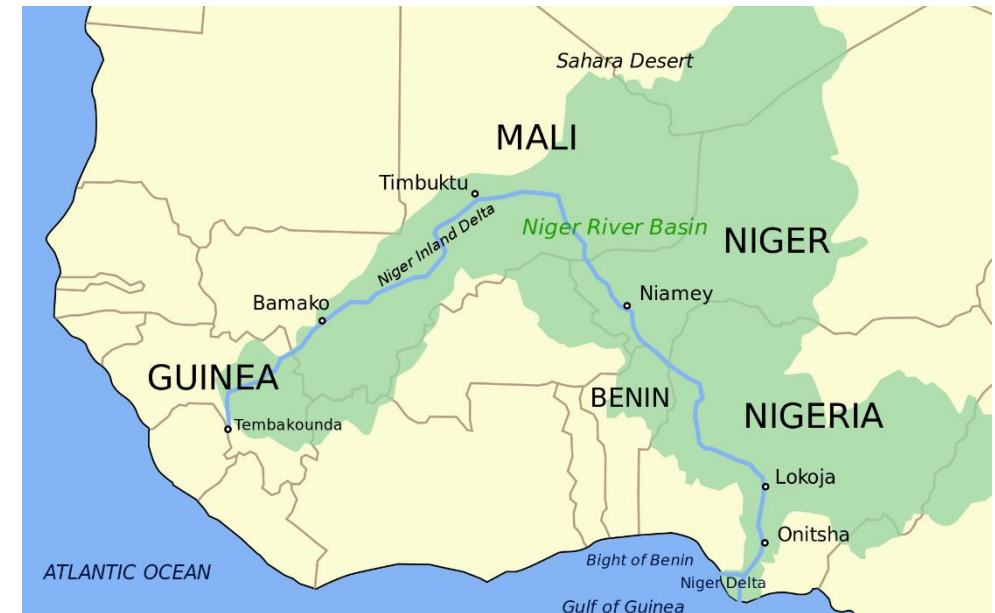 Sahara Desert
MALI
Timbuktu
Niger Inland Delta
Niger River Basin
NIGER
Bamako
Niamey
GUINEA
BENIN
NIGERIA
Tembakounda
Lokoja
Onitsha
Bight of Benin
ATLANTIC OCEAN
Niger Delta
Gulf of Guinea